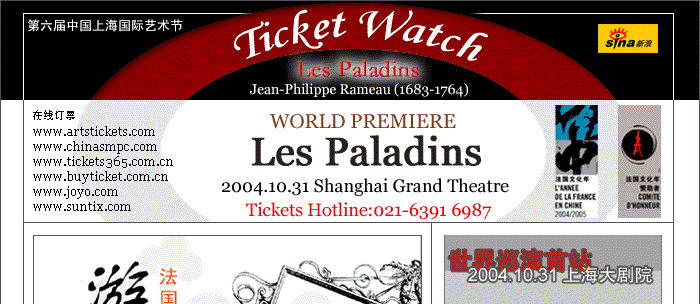 第六届中国上海国际艺术节
Ticket Watch
sina 新浪
Les Paladins
Jean-Philippe Rameau (1683-1764)
在线订票
www.artstickets.com
www.chinasmpc.com
www.tickets365.com.cn
www.buyticket.com.cn
www.joyo.com
www.suntix.com
WORLD PREMIERE
Les Paladins
2004.10.31 Shanghai Grand Theatre
Tickets Hotline:021-6391 6987
法国文化年
L'ANNEE
DE LA FRANCE
EN CHINE
2004/2005
法国文化年
赞助者
COMITE
D'HONNEUR
游
法
国
世界巡演首站
2004.10.31 上海大剧院